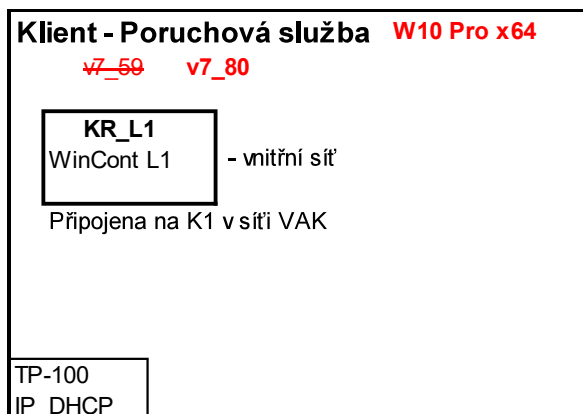 Klient - Poruchová služba W10 Pro x64
v7_59 v7_80
KR_L1
WinCont L1 - vnitřní síť
Připojena na K1 v síťi VAK
TP-100
IP DHCP